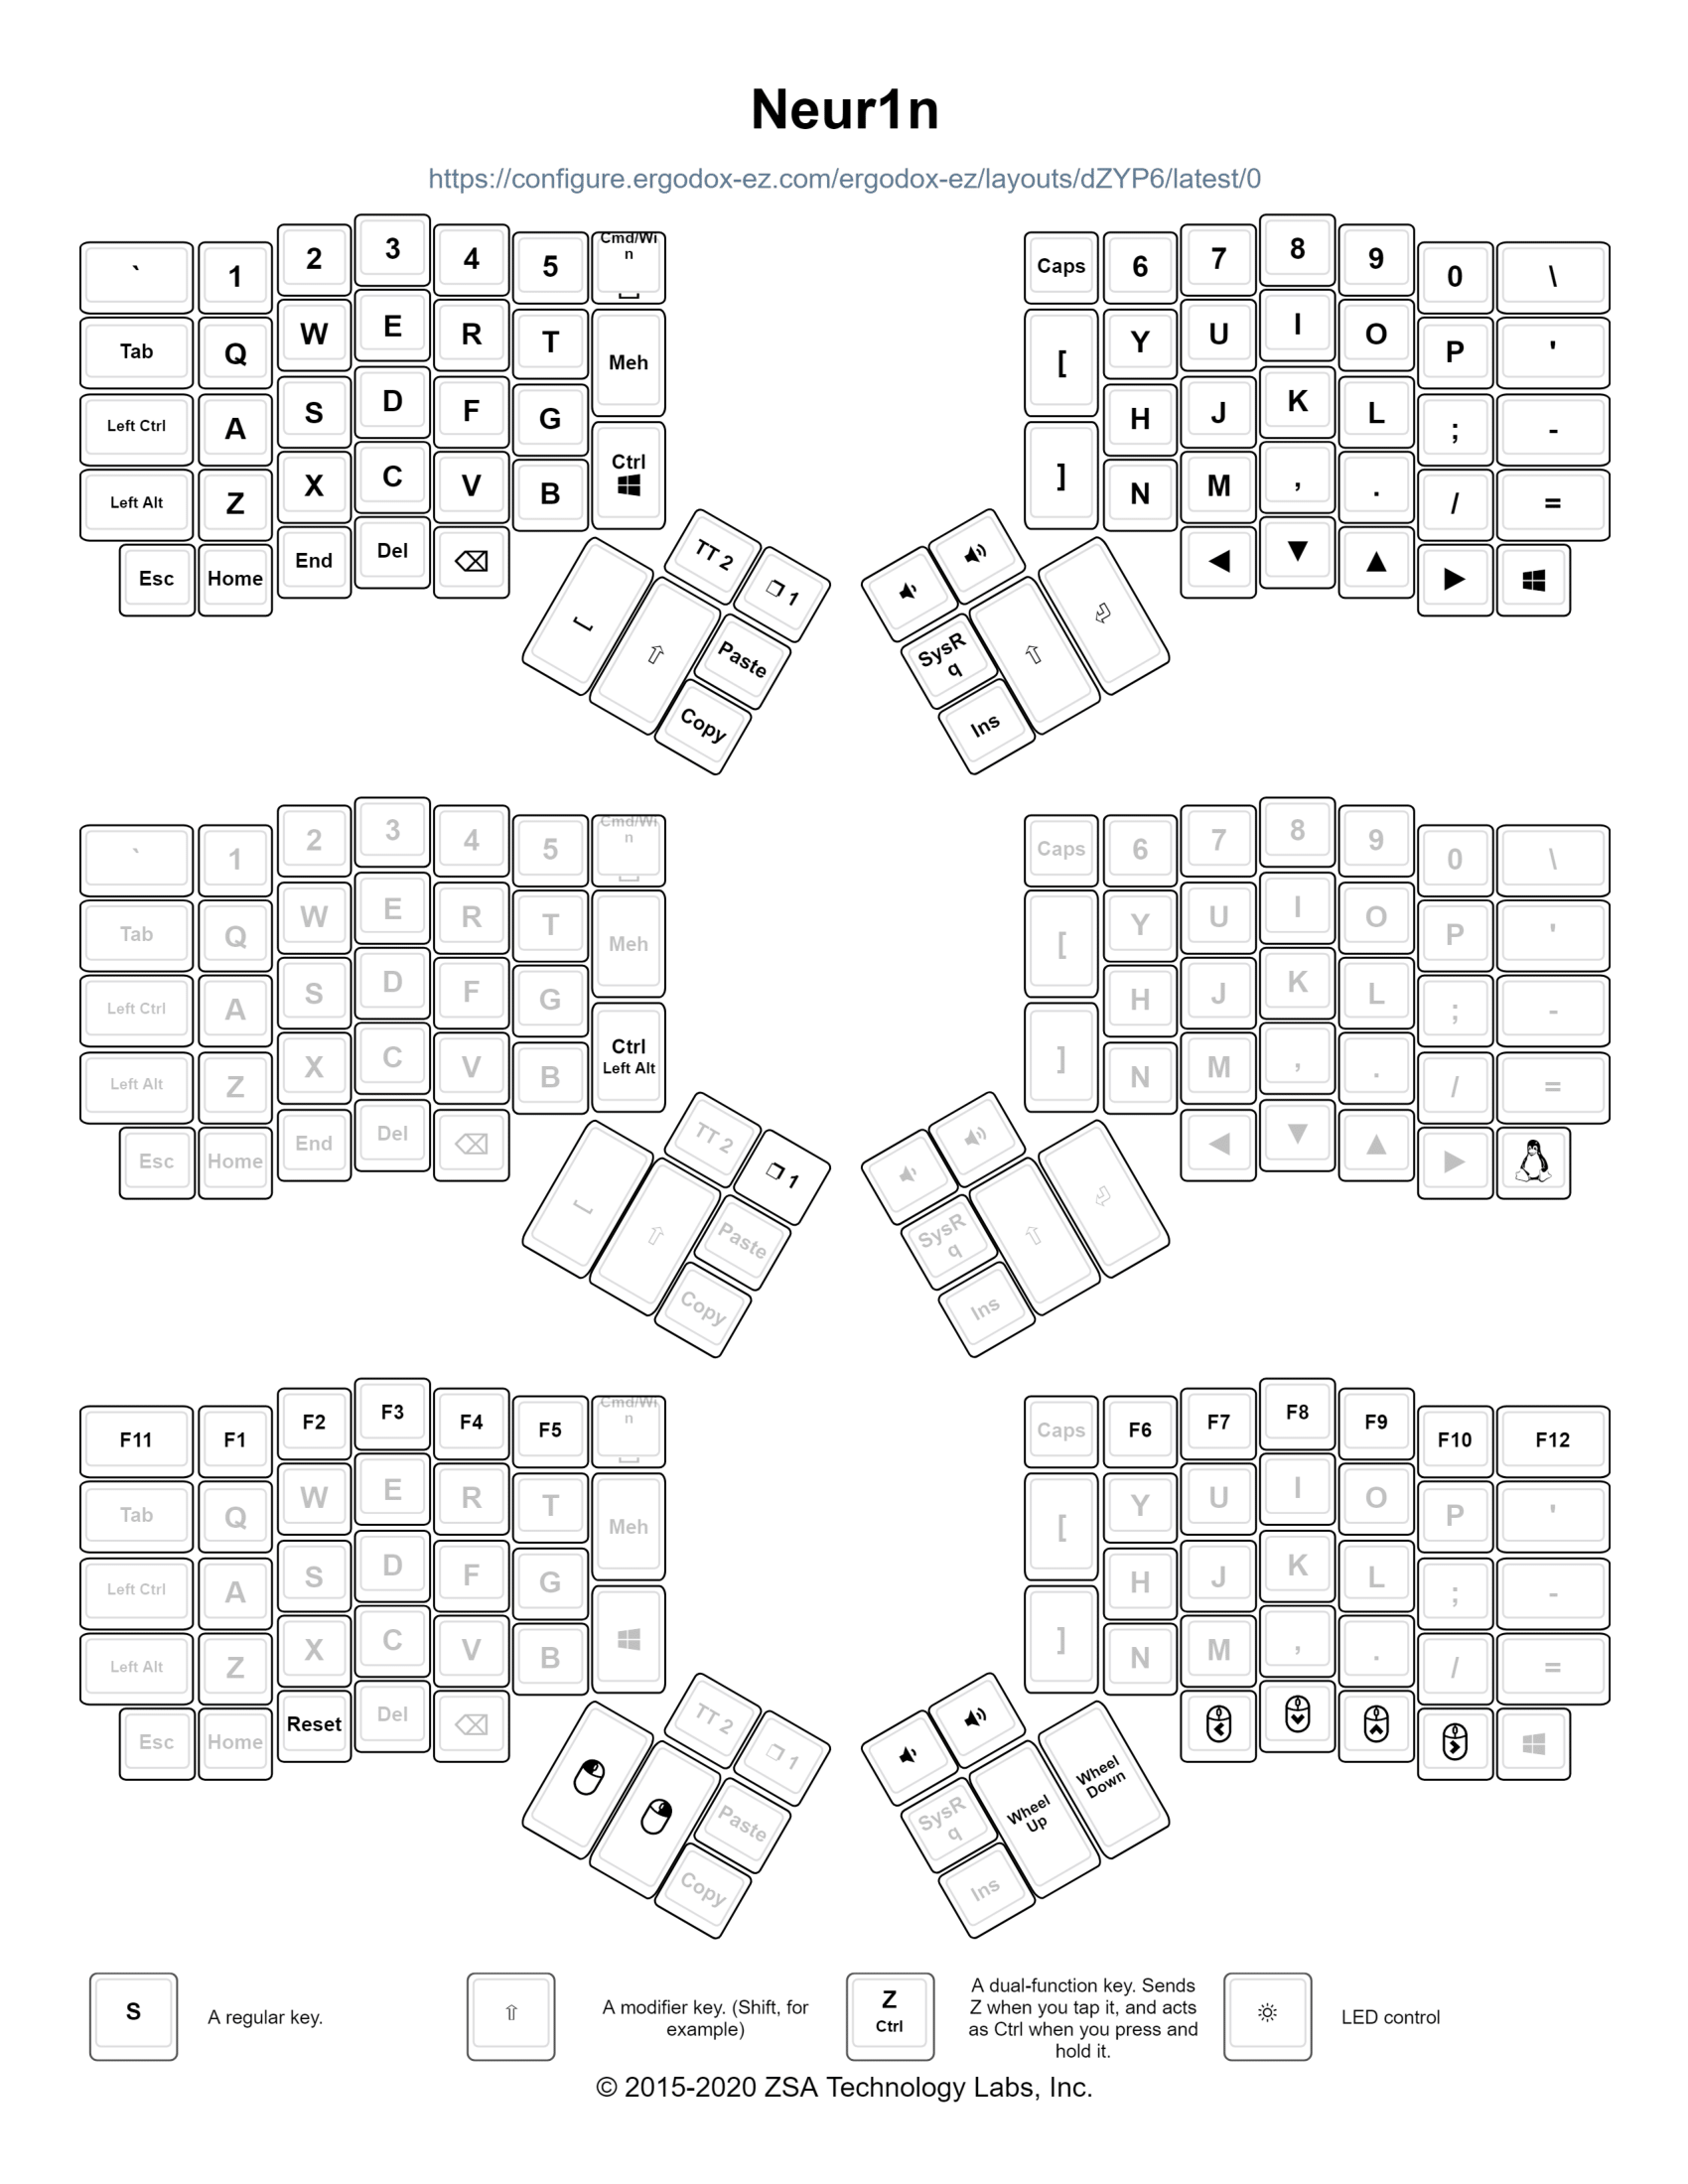 Neur1n
https://configure.ergodox-ez.com/ergodox-ez/layouts/dZYP6/latest/0
` 1 2 3 4 5 Cmd/Wi
n
Caps 6 7 8 9 0 \
Tab Q W E R T Meh
[ Y U I O P '
Left Ctrl A S D F G Ctrl
H J K L ; -
Left Alt Z X C V B
] N M , . / =
Esc Home End Del
TT 2
1
Paste
Copy
SysR
q
Ins
` 1 2 3 4 5 Cmd/Wi
n
Caps 6 7 8 9 0 \
Tab Q W E R T Meh
[ Y U I O P '
Left Ctrl A S D F G Ctrl
Left Alt
H J K L ; -
Left Alt Z X C V B
] N M , . / =
Esc Home End Del
TT 2
1
Paste
Copy
SysR
q
Ins
F11 F1 F2 F3 F4 F5 Cmd/Wi
n
Caps F6 F7 F8 F9 F10 F12
Tab Q W E R T Meh
[ Y U I O P '
Left Ctrl A S D F G
H J K L ; -
Left Alt Z X C V B
] N M , . / =
Esc Home Reset Del
TT 2
1
Paste
Copy
SysR
q
Ins
Wheel
Up
Wheel
Down
S
A regular key.
A modifier key. (Shift, for
example)
Z
Ctrl
A dual-function key. Sends
Z when you tap it, and acts
as Ctrl when you press and
hold it.
LED control
© 2015-2020 ZSA Technology Labs, Inc.